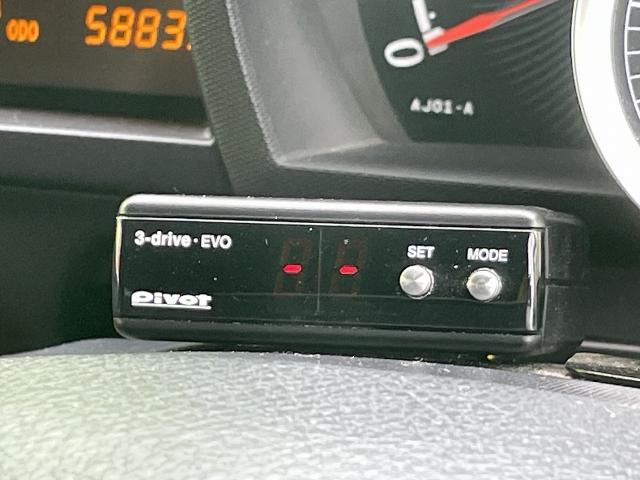 ODO 5883
0
AJ01-A
3-drive·EVO
SET MODE
pivot
--